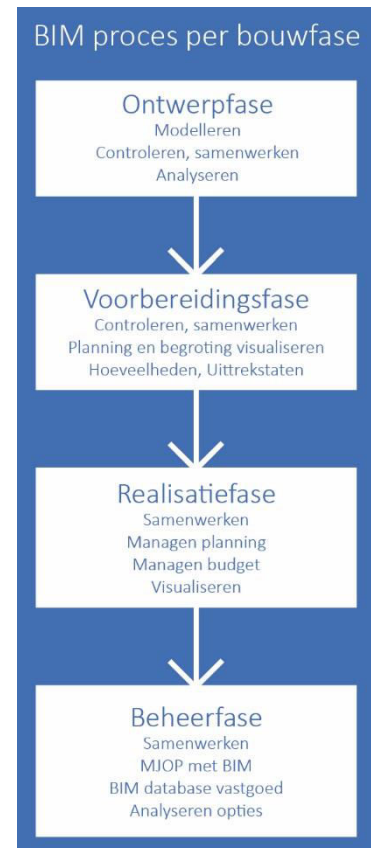 BIM proces per bouwfase
Ontwerpfase
Modelleren
Controleren, samenwerken
Analyseren
Voorbereidingsfase
Controleren, samenwerken
Planning en begroting visualiseren
Hoeveelheden, Uittrekstaten
Realisatiefase
Samenwerken
Managen planning
Managen budget
Visualiseren
Beheerfase
Samenwerken
MJOP met BIM
BIM database vastgoed
Analyseren opties